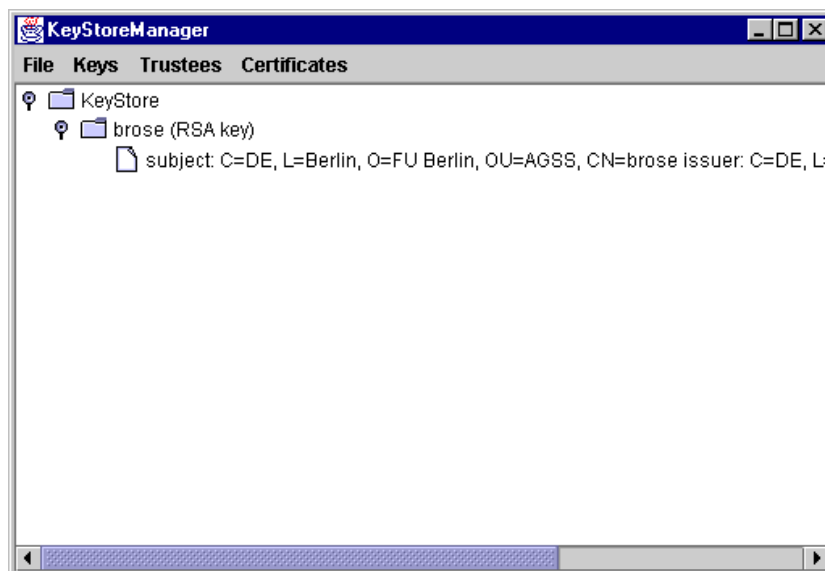 KeyStoreManager
File Keys Trustees Certificates
KeyStore
brose (RSA key)
subject: C=DE, L=Berlin, O=FU Berlin, OU=AGSS, CN=brose issuer: C=DE, L=